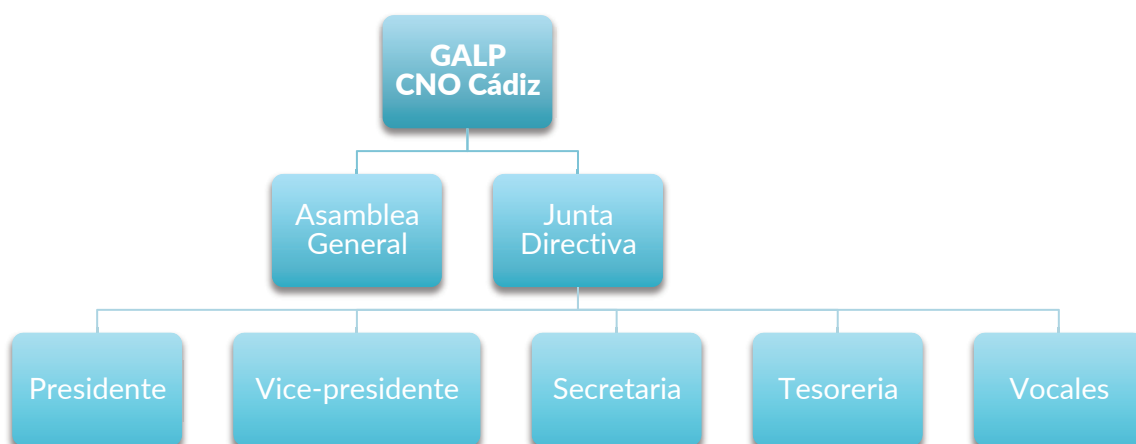 GALP
CNO Cádiz
Asamblea
General
Junta
Directiva
Presidente
Vice-presidente
Secretaria
Tesoreria
Vocales